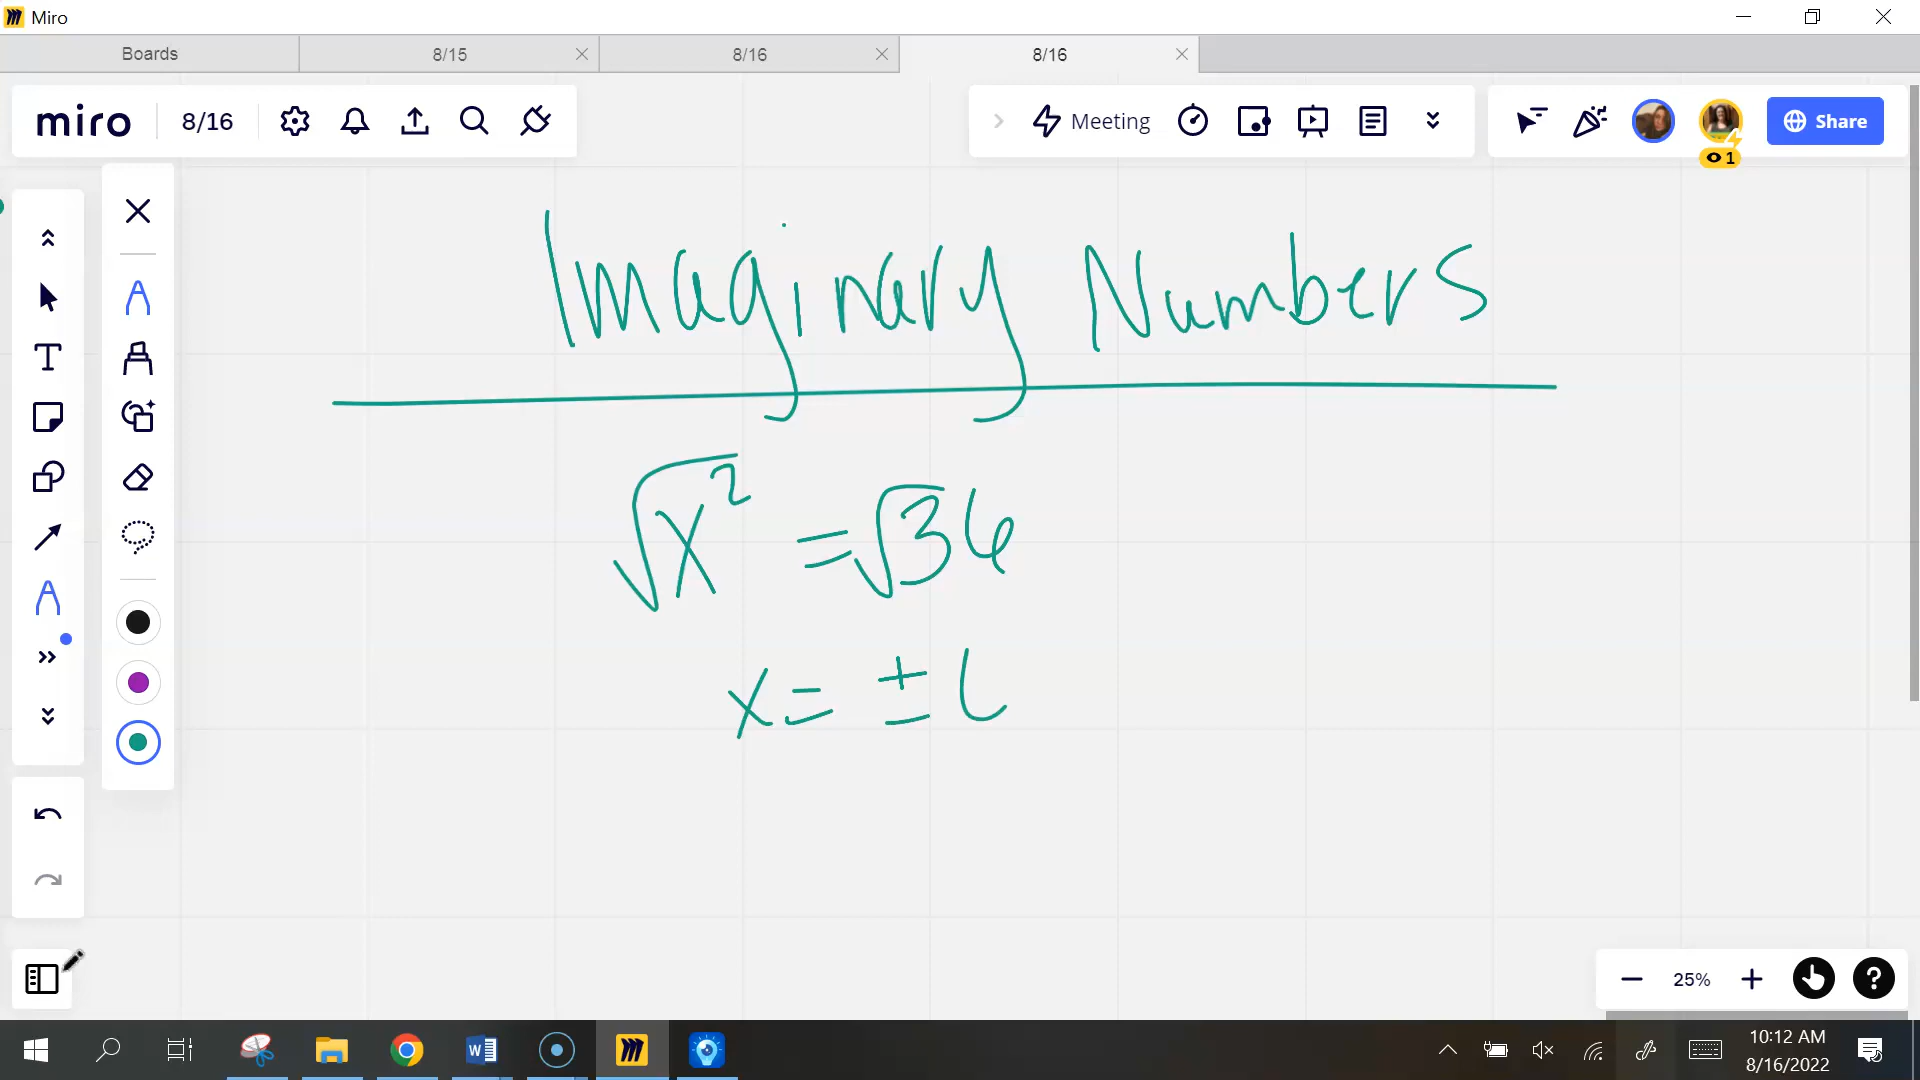 Miro
Boards 8/15 8/16 8/16
miro 8/16 Meeting Share
1
Imaginary Numbers
√x² = √36
x = ±
T
25%
?
10:12 AM
8/16/2022